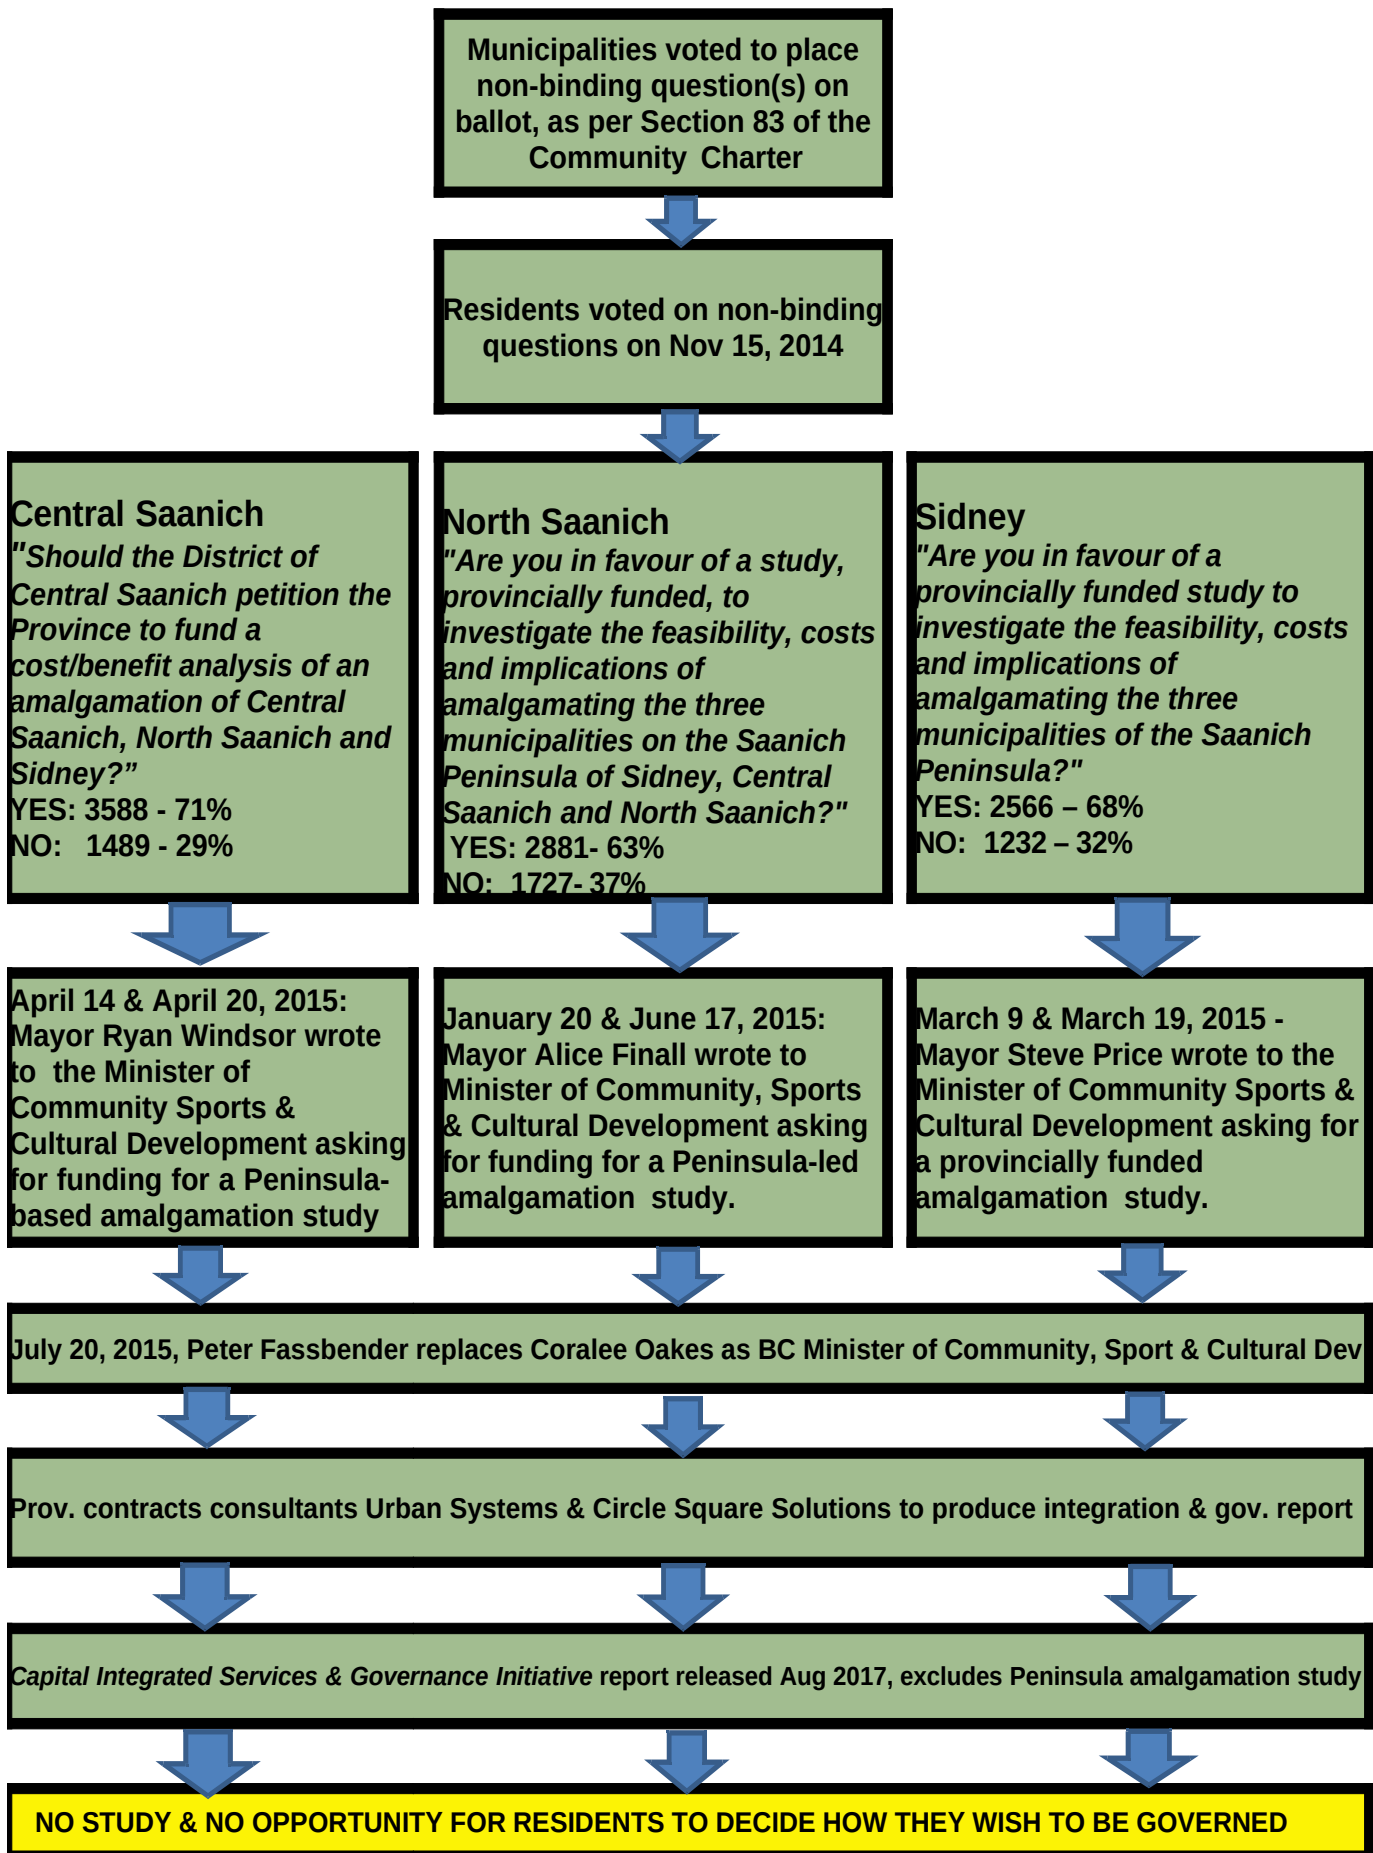 Municipalities voted to place
non-binding question(s) on
ballot, as per Section 83 of the
Community Charter
Residents voted on non-binding
questions on Nov 15, 2014
Central Saanich
"Should the District of
Central Saanich petition the
Province to fund a
cost/benefit analysis of an
amalgamation of Central
Saanich, North Saanich and
Sidney?”
YES: 3588 - 71%
NO: 1489 - 29%
North Saanich
"Are you in favour of a study,
provincially funded, to
investigate the feasibility, costs
and implications of
amalgamating the three
municipalities on the Saanich
Peninsula of Sidney, Central
Saanich and North Saanich?"
YES: 2881- 63%
NO: 1727- 37%
Sidney
"Are you in favour of a
provincially funded study to
investigate the feasibility, costs
and implications of
amalgamating the three
municipalities of the Saanich
Peninsula?"
YES: 2566 – 68%
NO: 1232 – 32%
April 14 & April 20, 2015:
Mayor Ryan Windsor wrote
to the Minister of
Community Sports &
Cultural Development asking
for funding for a Peninsula-
based amalgamation study
January 20 & June 17, 2015:
Mayor Alice Finall wrote to
Minister of Community, Sports
& Cultural Development asking
for funding for a Peninsula-led
amalgamation study.
March 9 & March 19, 2015 -
Mayor Steve Price wrote to the
Minister of Community Sports &
Cultural Development asking for
a provincially funded
amalgamation study.
July 20, 2015, Peter Fassbender replaces Coralee Oakes as BC Minister of Community, Sport & Cultural Dev
Prov. contracts consultants Urban Systems & Circle Square Solutions to produce integration & gov. report
Capital Integrated Services & Governance Initiative report released Aug 2017, excludes Peninsula amalgamation study
NO STUDY & NO OPPORTUNITY FOR RESIDENTS TO DECIDE HOW THEY WISH TO BE GOVERNED